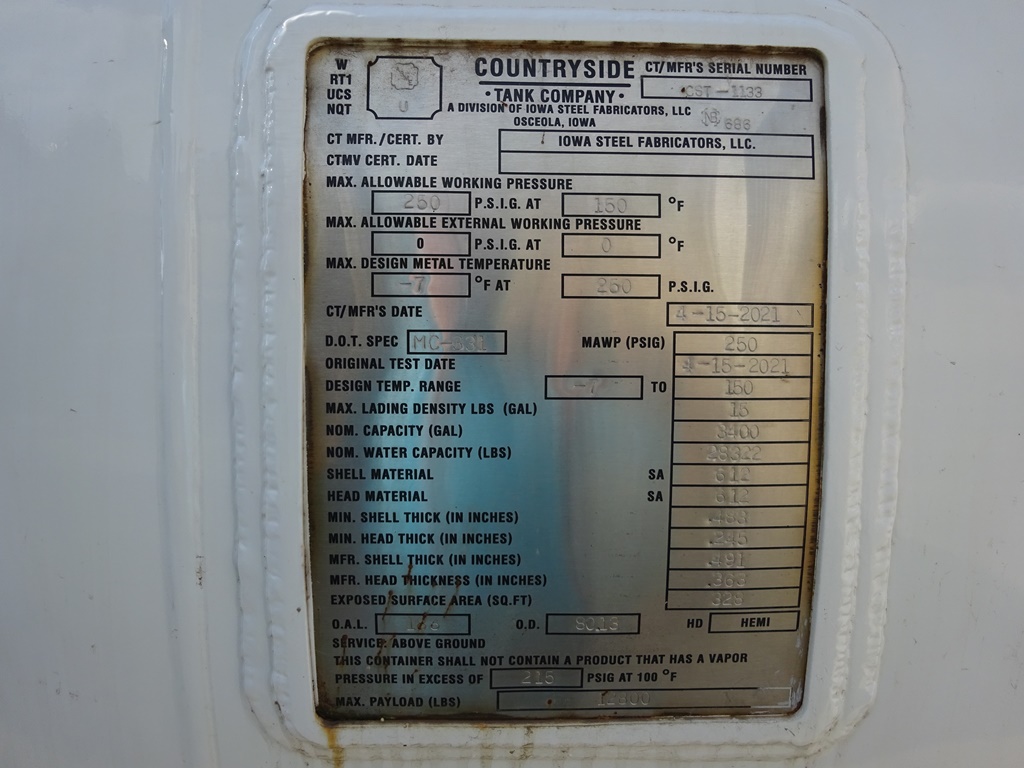 W
RT1
UCS
NQT
U
COUNTRYSIDE
• TANK COMPANY •
A DIVISION OF IOWA STEEL FABRICATORS, LLC
OSCEOLA, IOWA
CT/MFR'S SERIAL NUMBER
CST-1133
686
CT MFR./CERT. BY IOWA STEEL FABRICATORS, LLC.
CTMV CERT. DATE
MAX. ALLOWABLE WORKING PRESSURE
250 P.S.I.G. AT 150 °F
MAX. ALLOWABLE EXTERNAL WORKING PRESSURE
0 P.S.I.G. AT 0 °F
MAX. DESIGN METAL TEMPERATURE
-7 °F AT 250 P.S.I.G.
CT/MFR'S DATE 4-15-2021
D.O.T. SPEC MC-331 MAWP (PSIG) 250
ORIGINAL TEST DATE 4-15-2021
DESIGN TEMP. RANGE -7 TO 150
MAX. LADING DENSITY LBS (GAL)
NOM. CAPACITY (GAL) 3400
NOM. WATER CAPACITY (LBS) 28322
SHELL MATERIAL SA 612
HEAD MATERIAL SA 612
MIN. SHELL THICK (IN INCHES)
MIN. HEAD THICK (IN INCHES)
MFR. SHELL THICK (IN INCHES)
MFR. HEAD THICKNESS (IN INCHES)
EXPOSED SURFACE AREA (SQ.FT)
O.A.L. O.D. HD HEMI
SERVICE: ABOVE GROUND
THIS CONTAINER SHALL NOT CONTAIN A PRODUCT THAT HAS A VAPOR
PRESSURE IN EXCESS OF 215 PSIG AT 100 °F
MAX. PAYLOAD (LBS)